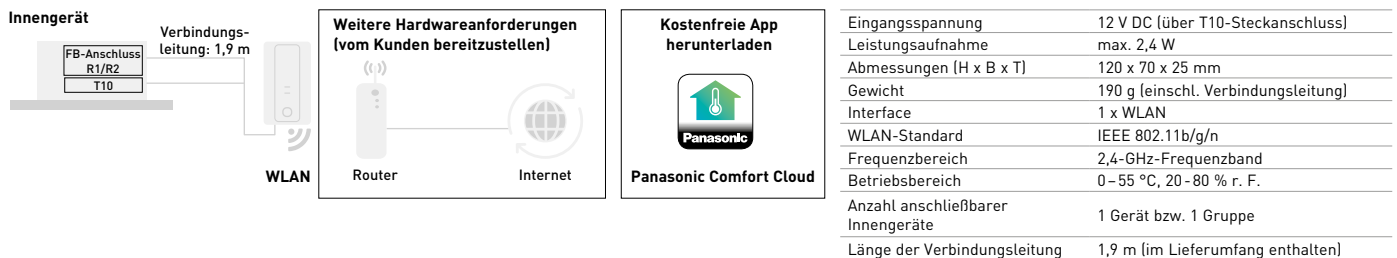 Innengerät
Verbindungs-
leitung: 1,9 m
FB-Anschluss
R1/R2
T10
WLAN
Weitere Hardwareanforderungen
(vom Kunden bereitzustellen)
Router
Internet
Kostenfreie App
herunterladen
Panasonic
Panasonic Comfort Cloud
Eingangsspannung 12 V DC (über T10-Steckanschluss)
Leistungsaufnahme max. 2,4 W
Abmessungen (H x B x T) 120 x 70 x 25 mm
Gewicht 190 g (einschl. Verbindungsleitung)
Interface 1 x WLAN
WLAN-Standard IEEE 802.11b/g/n
Frequenzbereich 2,4-GHz-Frequenzband
Betriebsbereich 0–55 °C, 20-80 % r. F.
Anzahl anschließbarer
Innengeräte 1 Gerät bzw. 1 Gruppe
Länge der Verbindungsleitung 1,9 m (im Lieferumfang enthalten)